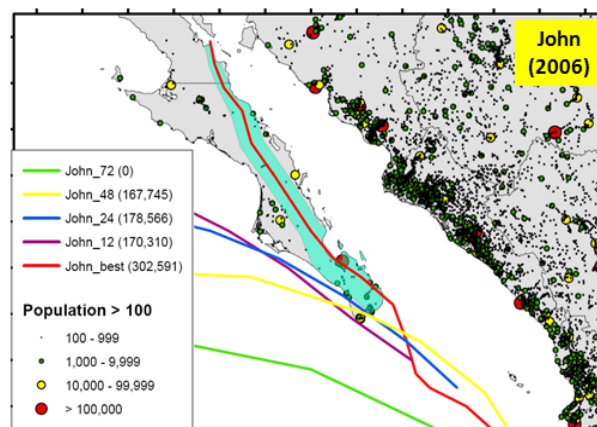 John
(2006)
John_72 (0)
John_48 (167,745)
John_24 (178,566)
John_12 (170,310)
John_best (302,591)
Population > 100
100 - 999
1,000 - 9,999
10,000 - 99,999
> 100,000